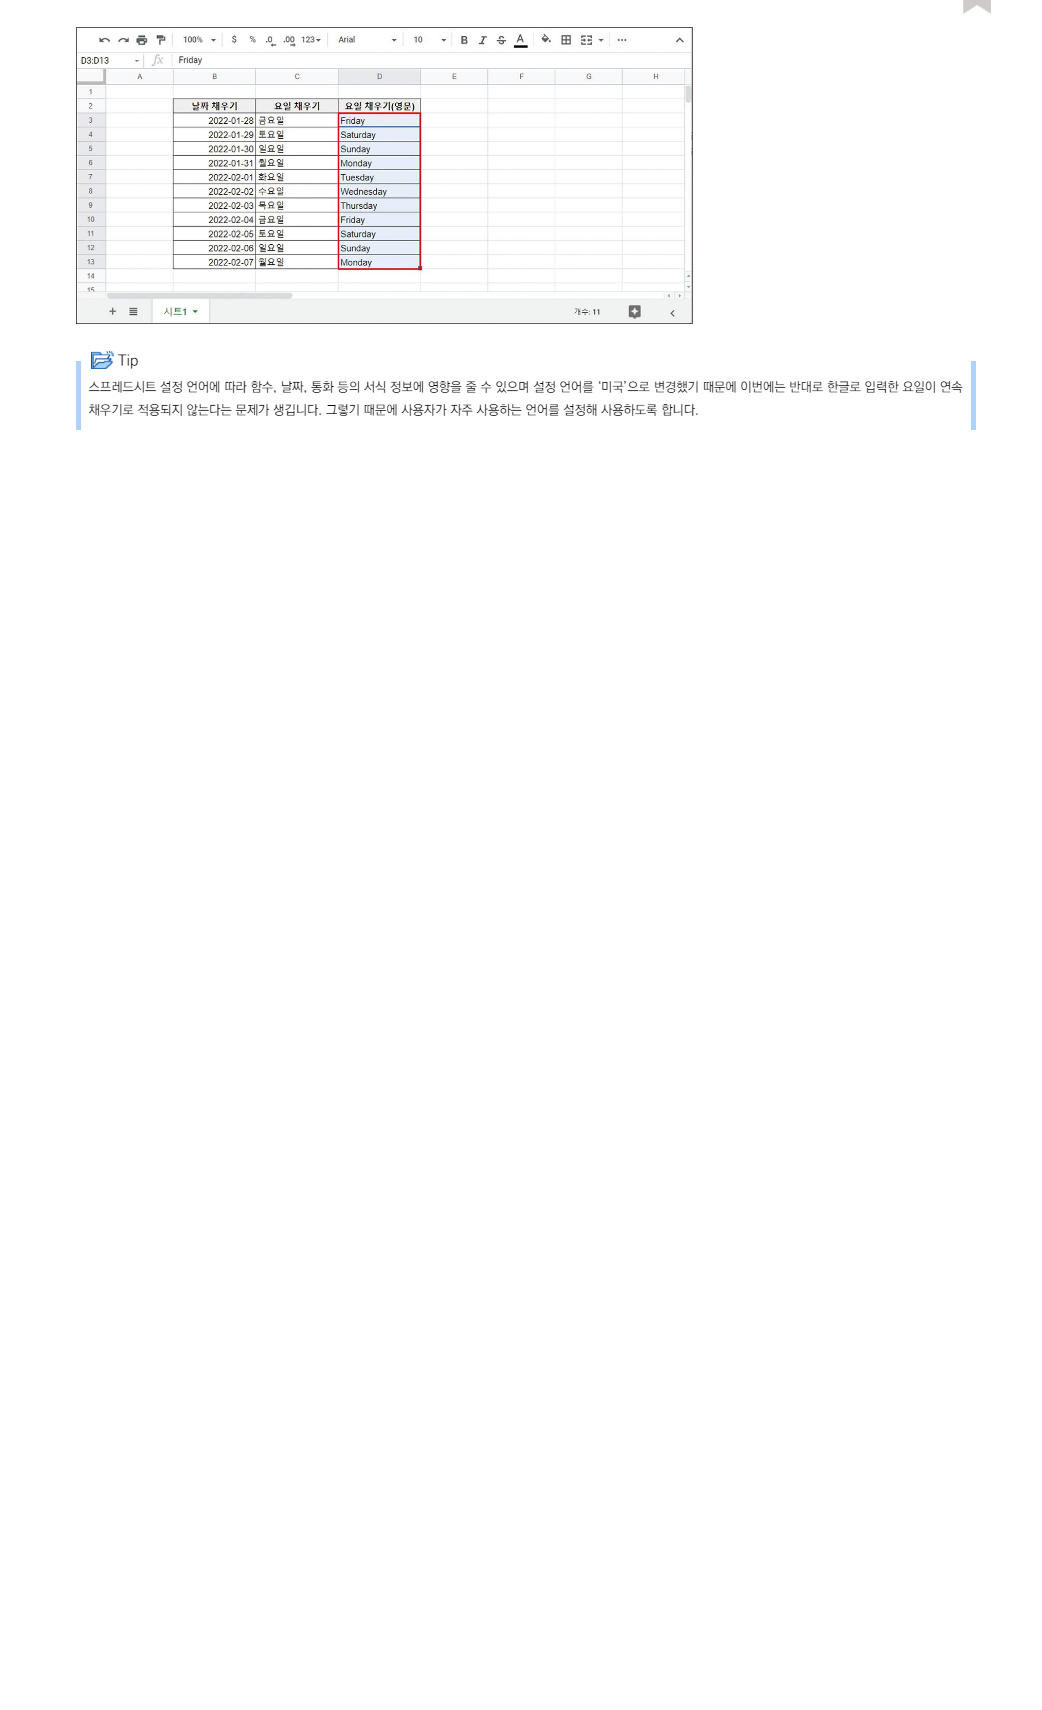 100% $ % .0 .00 123 Arial 10 B I S A ...
D3:D13 fx Friday
A B C D E F G H
1
2 날짜 채우기 요일 채우기 요일 채우기(영문)
3 2022-01-28 금요일 Friday
4 2022-01-29 토요일 Saturday
5 2022-01-30 일요일 Sunday
6 2022-01-31 월요일 Monday
7 2022-02-01 화요일 Tuesday
8 2022-02-02 수요일 Wednesday
9 2022-02-03 목요일 Thursday
10 2022-02-04 금요일 Friday
11 2022-02-05 토요일 Saturday
12 2022-02-06 일요일 Sunday
13 2022-02-07 월요일 Monday
14
15
시트1 개수: 11
Tip
스프레드시트 설정 언어에 따라 함수, 날짜, 통화 등의 서식 정보에 영향을 줄 수 있으며 설정 언어를 ‘미국’으로 변경했기 때문에 이번에는 반대로 한글로 입력한 요일이 연속
채우기로 적용되지 않는다는 문제가 생깁니다. 그렇기 때문에 사용자가 자주 사용하는 언어를 설정해 사용하도록 합니다.